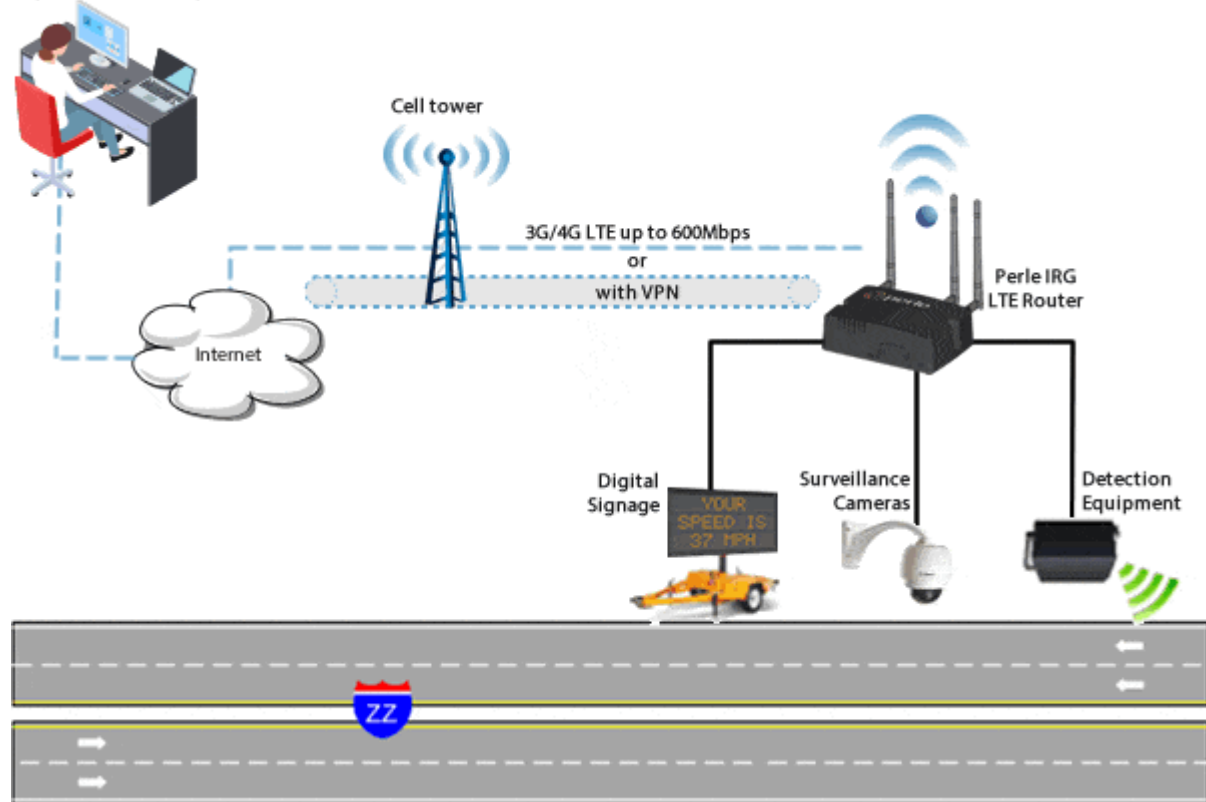 Cell tower
3G/4G LTE up to 600Mbps
or
with VPN
Perle IRG
LTE Router
perle
Internet
Digital
Signage
YOUR
SPEED IS
37 MPH
Surveillance
Cameras
Detection
Equipment
ZZ